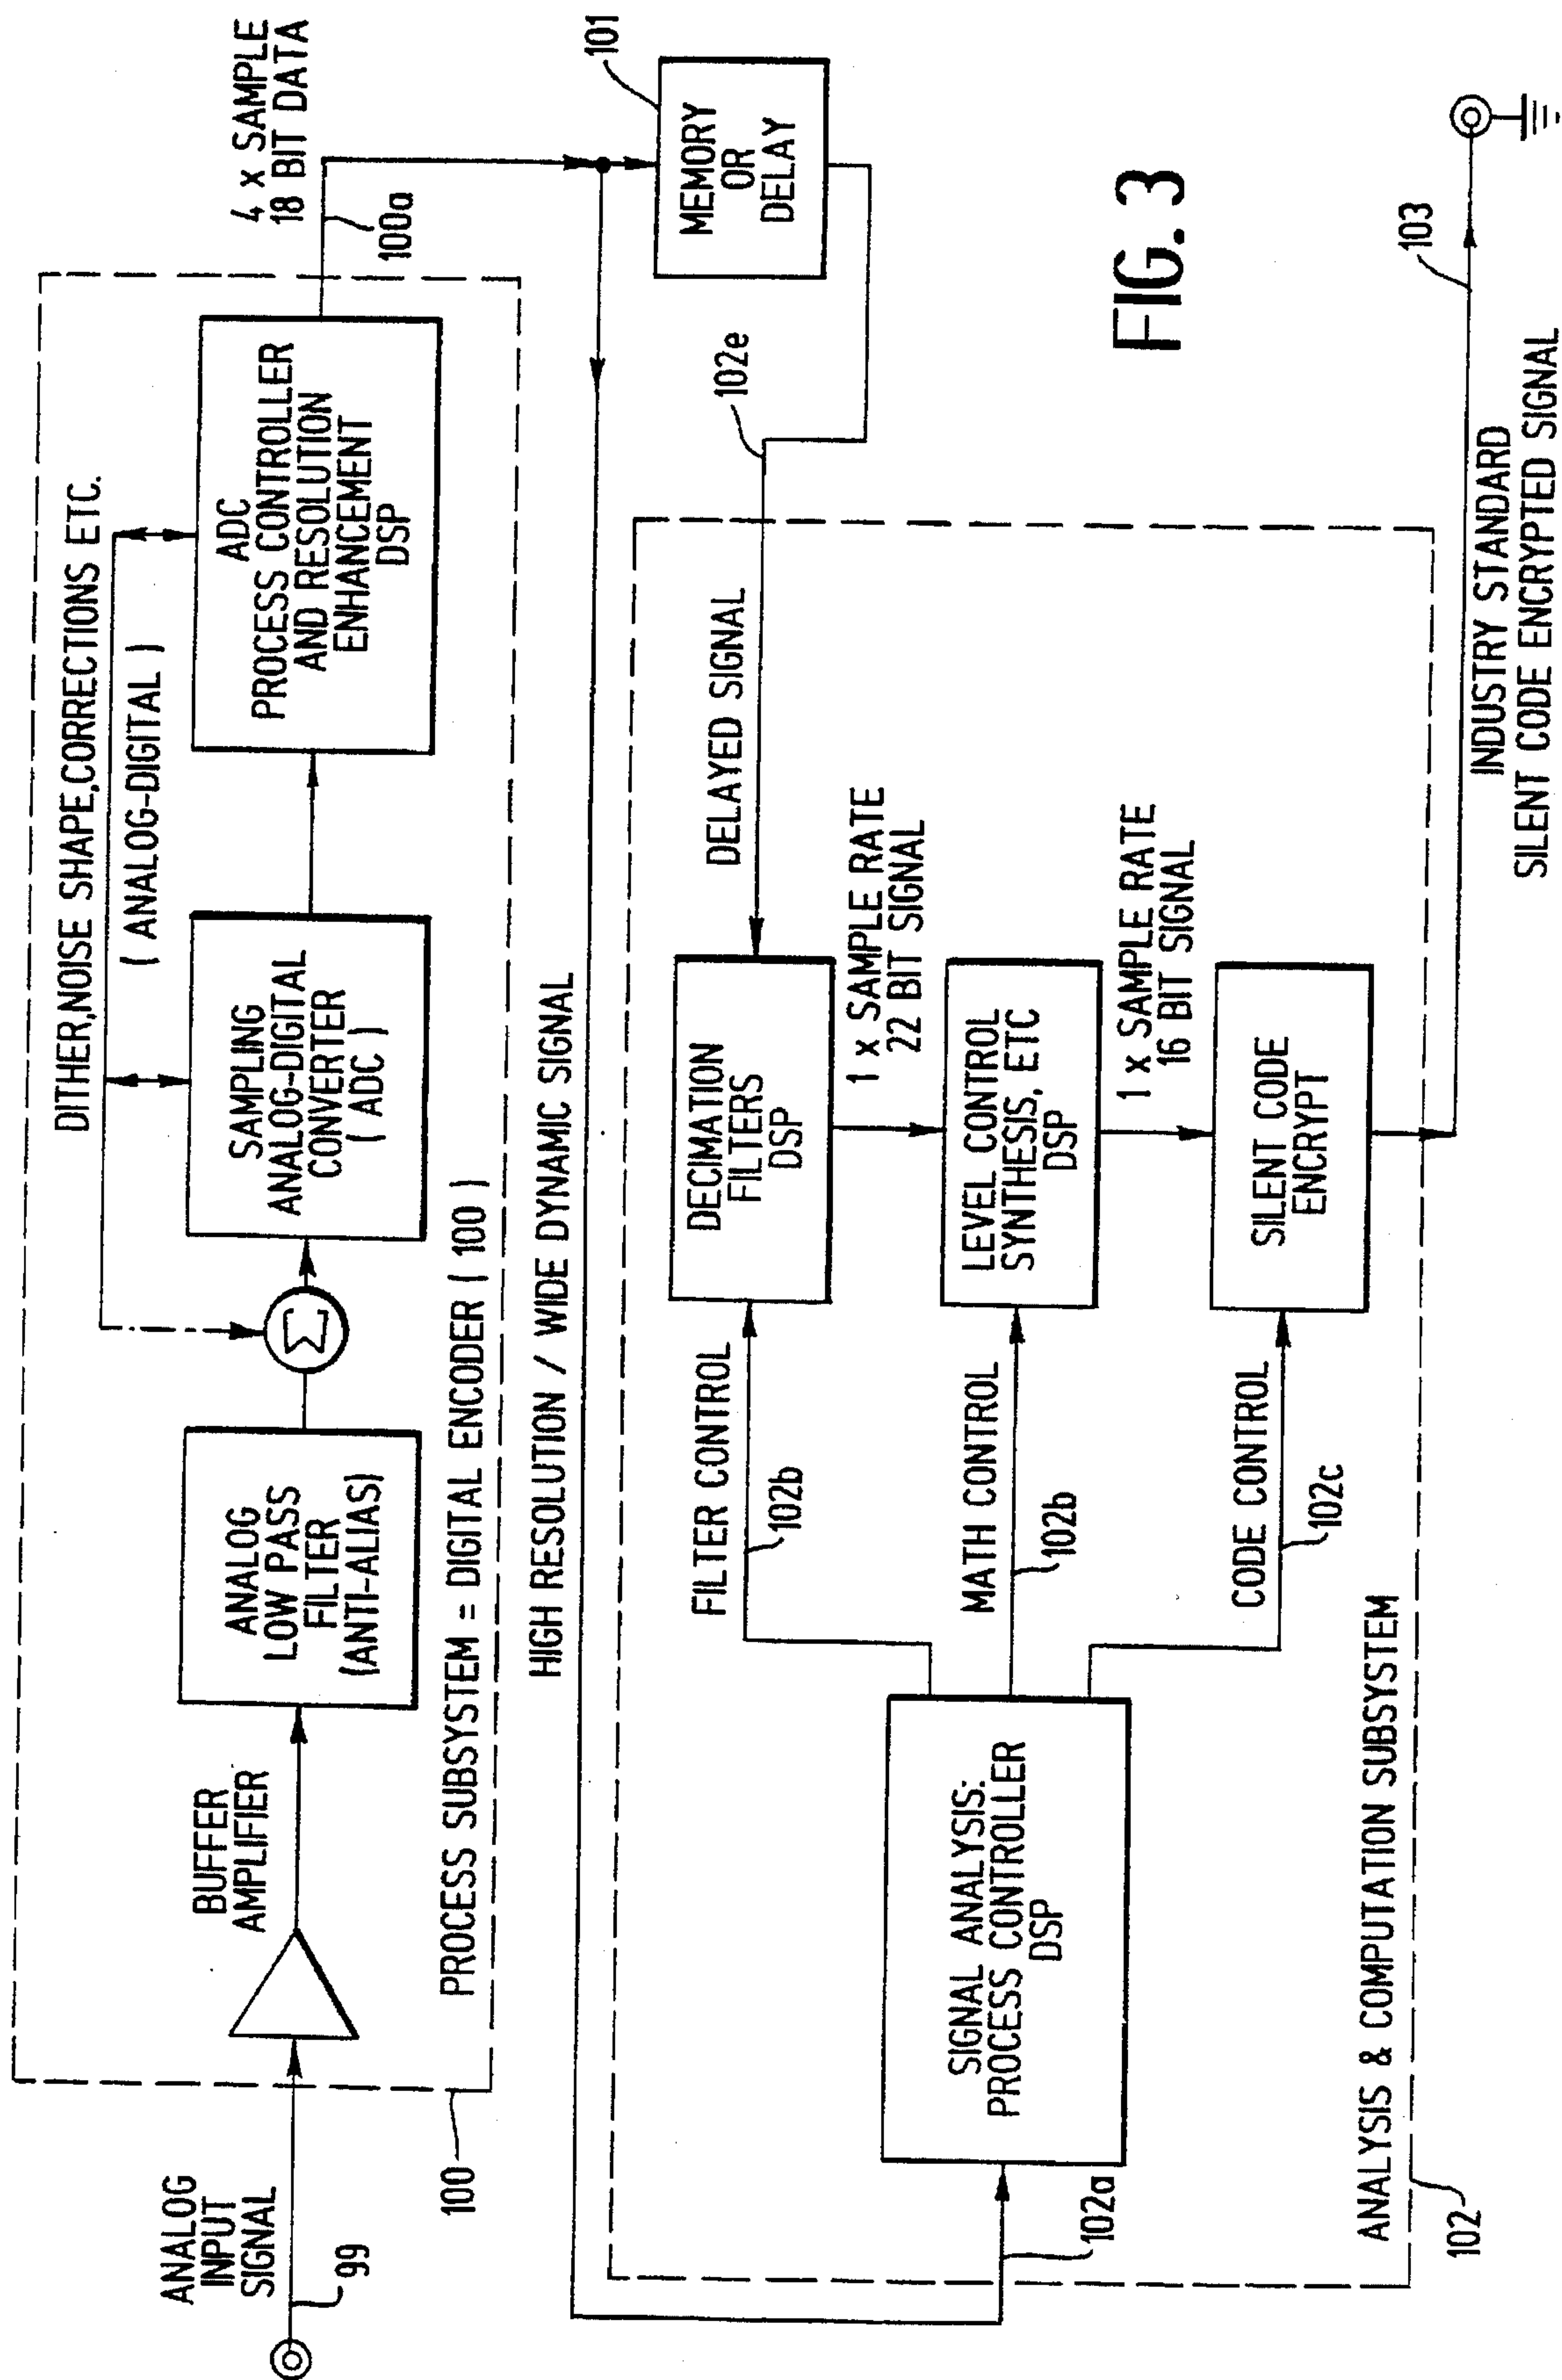 ANALOG
INPUT
SIGNAL
99
100
BUFFER
AMPLIFIER
ANALOG
LOW PASS
FILTER
(ANTI-ALIAS)
Σ
SAMPLING
ANALOG-DIGITAL
CONVERTER
( ADC )
DITHER,NOISE SHAPE,CORRECTIONS ETC.
( ANALOG-DIGITAL )
ADC
PROCESS CONTROLLER
AND RESOLUTION
ENHANCEMENT
DSP
PROCESS SUBSYSTEM = DIGITAL ENCODER ( 100 )
4 x SAMPLE
18 BIT DATA
100a
HIGH RESOLUTION / WIDE DYNAMIC SIGNAL
101
MEMORY
OR
DELAY
102e
DELAYED SIGNAL
DECIMATION
FILTERS
DSP
1 x SAMPLE RATE
22 BIT SIGNAL
LEVEL CONTROL
SYNTHESIS, ETC
DSP
1 x SAMPLE RATE
16 BIT SIGNAL
SILENT CODE
ENCRYPT
FILTER CONTROL
102b
MATH CONTROL
102b
CODE CONTROL
102c
SIGNAL ANALYSIS:
PROCESS CONTROLLER
DSP
102a
ANALYSIS & COMPUTATION SUBSYSTEM
102
103
INDUSTRY STANDARD
SILENT CODE ENCRYPTED SIGNAL
FIG. 3